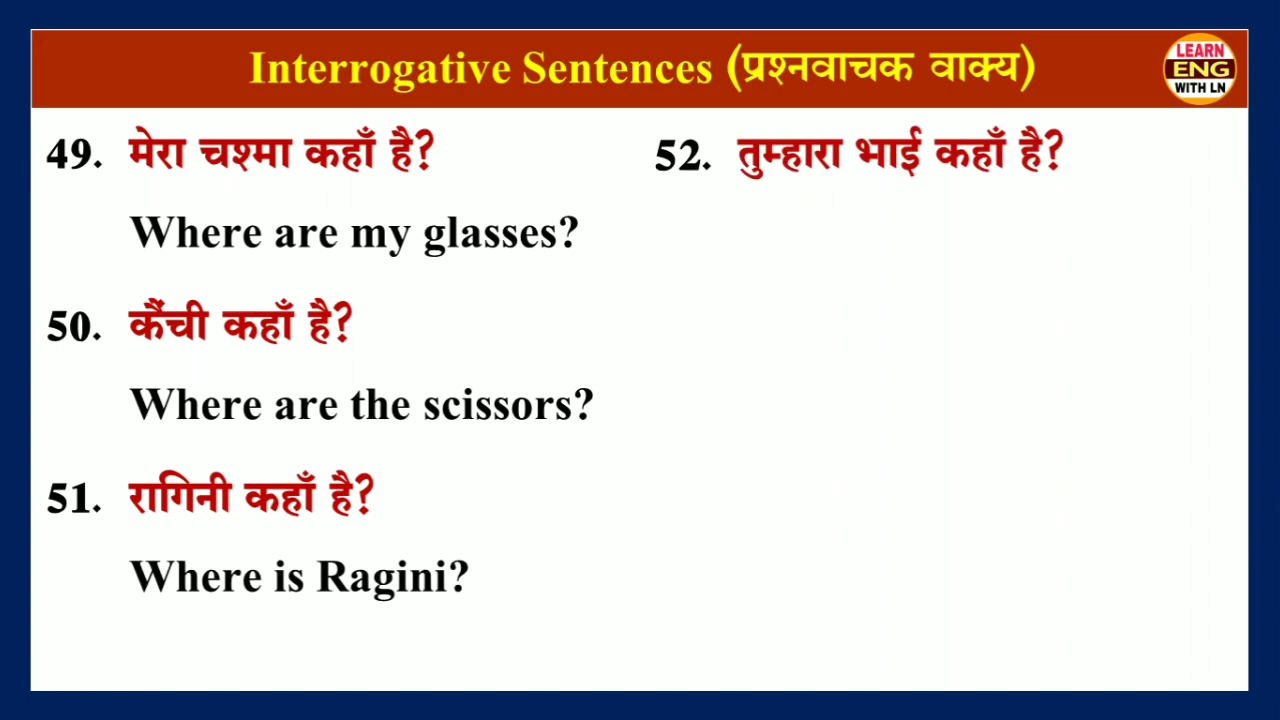 Interrogative Sentences (प्रश्नवाचक वाक्य)
LEARN
ENG
WITH LN
49. मेरा चश्मा कहाँ है?
Where are my glasses?
50. कैंची कहाँ है?
Where are the scissors?
51. रागिनी कहाँ है?
Where is Ragini?
52. तुम्हारा भाई कहाँ है?